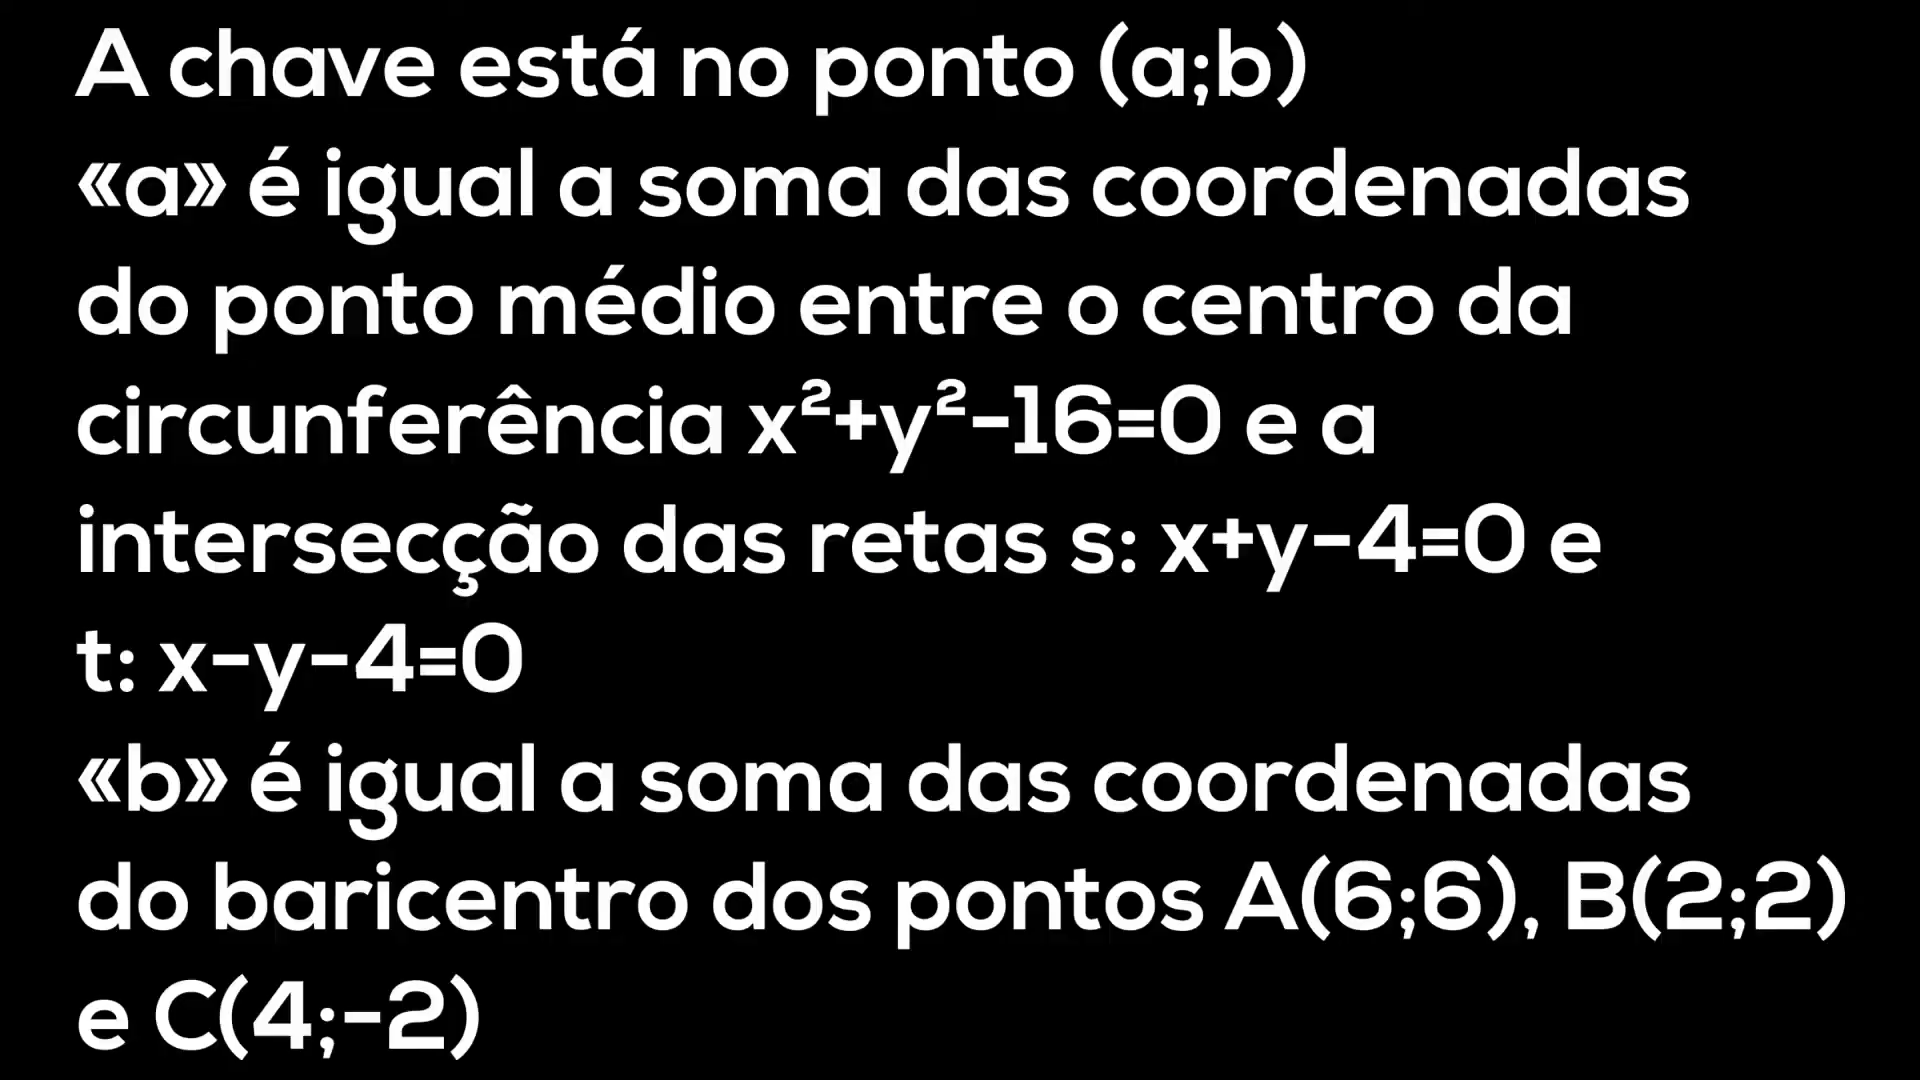 A chave está no ponto (a;b)
«a» é igual a soma das coordenadas
do ponto médio entre o centro da
circunferência x²+y²-16=0 e a
intersecção das retas s: x+y-4=0 e
t: x-y-4=0
«b» é igual a soma das coordenadas
do baricentro dos pontos A(6;6), B(2;2)
e C(4;-2)